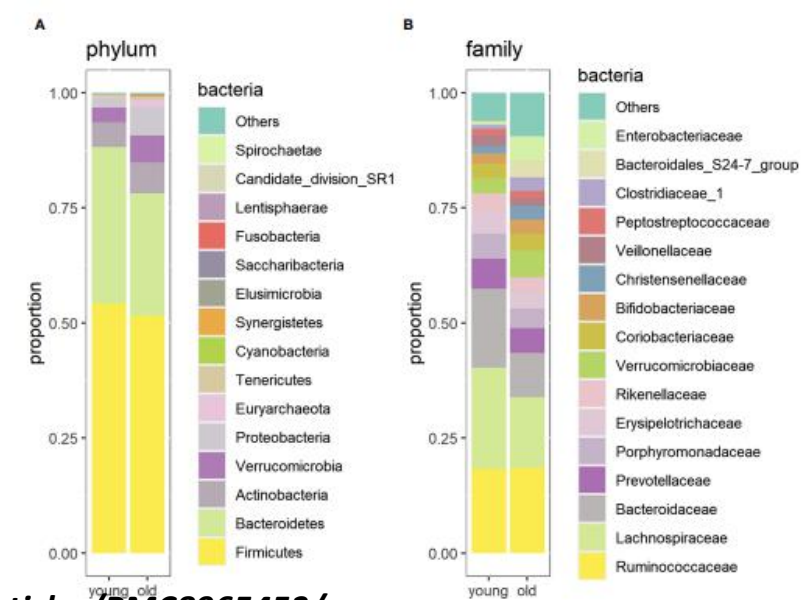 A
phylum
proportion
1.00
0.75
0.50
0.25
0.00
young old
bacteria
Others
Spirochaetae
Candidate_division_SR1
Lentisphaerae
Fusobacteria
Saccharibacteria
Elusimicrobia
Synergistetes
Cyanobacteria
Tenericutes
Euryarchaeota
Proteobacteria
Verrucomicrobia
Actinobacteria
Bacteroidetes
Firmicutes
B
family
proportion
1.00
0.75
0.50
0.25
0.00
young old
bacteria
Others
Enterobacteriaceae
Bacteroidales_S24-7_group
Clostridiaceae_1
Peptostreptococcaceae
Veillonellaceae
Christensenellaceae
Bifidobacteriaceae
Coriobacteriaceae
Verrucomicrobiaceae
Rikenellaceae
Erysipelotrichaceae
Porphyromonadaceae
Prevotellaceae
Bacteroidaceae
Lachnospiraceae
Ruminococcaceae